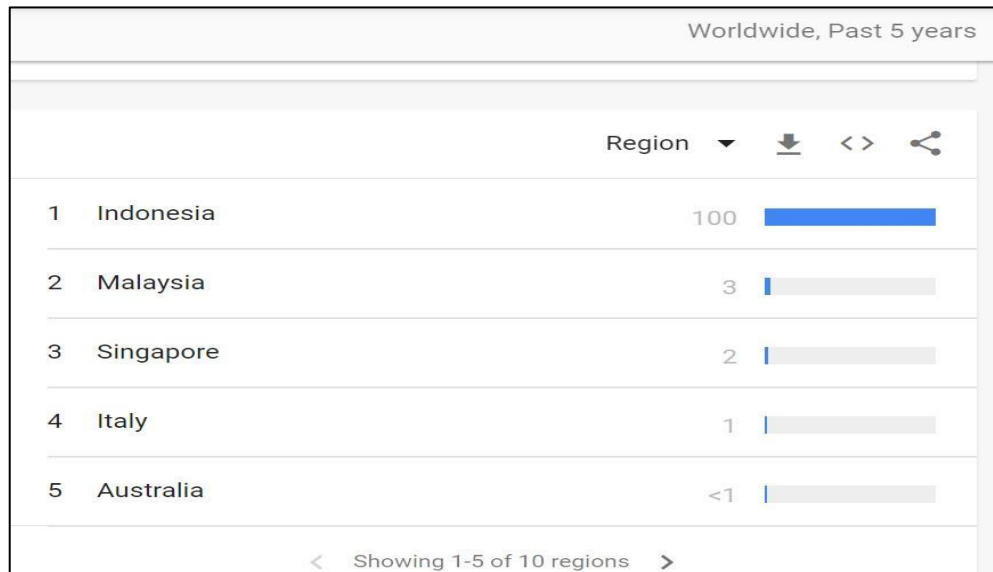 Worldwide, Past 5 years
Region
1 Indonesia 100
2 Malaysia 3
3 Singapore 2
4 Italy 1
5 Australia <1
Showing 1-5 of 10 regions